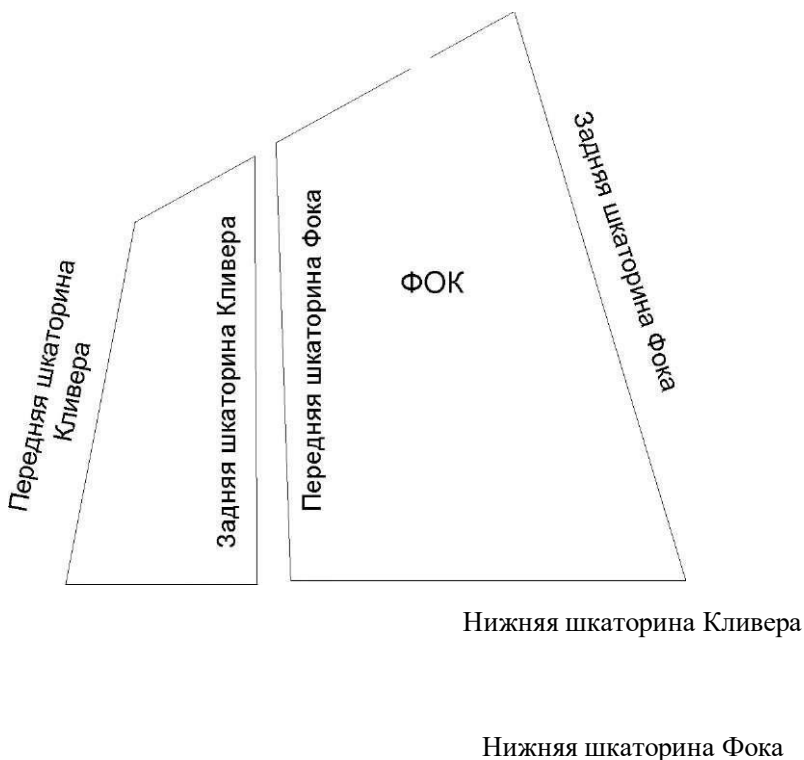 Передняя шкаторина
Кливера
Задняя шкаторина Кливера
Передняя шкаторина Фока
ФОК
Задняя шкаторина Фока
Нижняя шкаторина Кливера
Нижняя шкаторина Фока